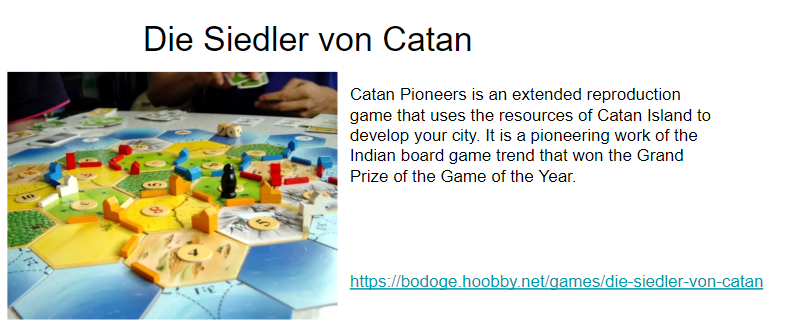 Die Siedler von Catan
Catan Pioneers is an extended reproduction
game that uses the resources of Catan Island to
develop your city. It is a pioneering work of the
Indian board game trend that won the Grand
Prize of the Game of the Year.
4
5
https://bodoge.hoobby.net/games/die-siedler-von-catan